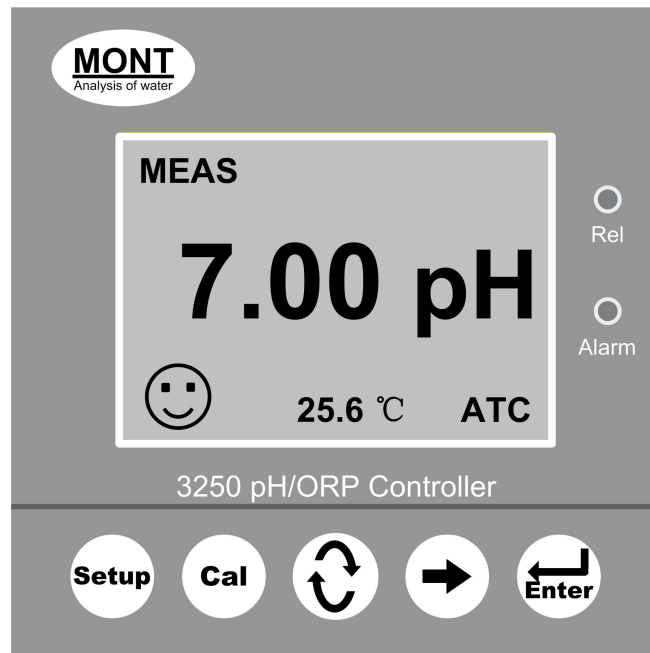 MONT
Analysis of water
MEAS
Rel
7.00 pH
Alarm
25.6 ℃ ATC
3250 pH/ORP Controller
Setup Cal Enter